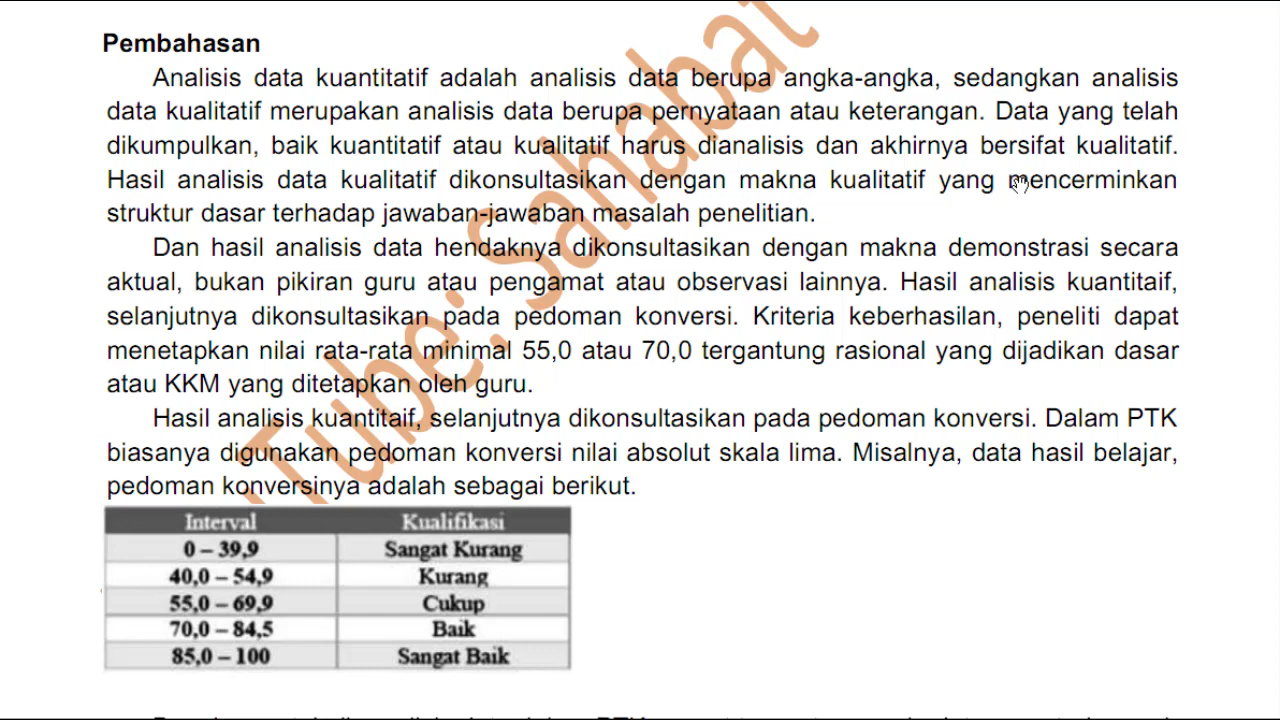 Pembahasan
Analisis data kuantitatif adalah analisis data berupa angka-angka, sedangkan analisis
data kualitatif merupakan analisis data berupa pernyataan atau keterangan. Data yang telah
dikumpulkan, baik kuantitatif atau kualitatif harus dianalisis dan akhirnya bersifat kualitatif.
Hasil analisis data kualitatif dikonsultasikan dengan makna kualitatif yang mencerminkan
struktur dasar terhadap jawaban-jawaban masalah penelitian.
Dan hasil analisis data hendaknya dikonsultasikan dengan makna demonstrasi secara
aktual, bukan pikiran guru atau pengamat atau observasi lainnya. Hasil analisis kuantitaif,
selanjutnya dikonsultasikan pada pedoman konversi. Kriteria keberhasilan, peneliti dapat
menetapkan nilai rata-rata minimal 55,0 atau 70,0 tergantung rasional yang dijadikan dasar
atau KKM yang ditetapkan oleh guru.
Hasil analisis kuantitaif, selanjutnya dikonsultasikan pada pedoman konversi. Dalam PTK
biasanya digunakan pedoman konversi nilai absolut skala lima. Misalnya, data hasil belajar,
pedoman konversinya adalah sebagai berikut.
Interval Kualifikasi
0 – 39,9 Sangat Kurang
40,0 – 54,9 Kurang
55,0 – 69,9 Cukup
70,0 – 84,5 Baik
85,0 – 100 Sangat Baik
Tube: Sahabat